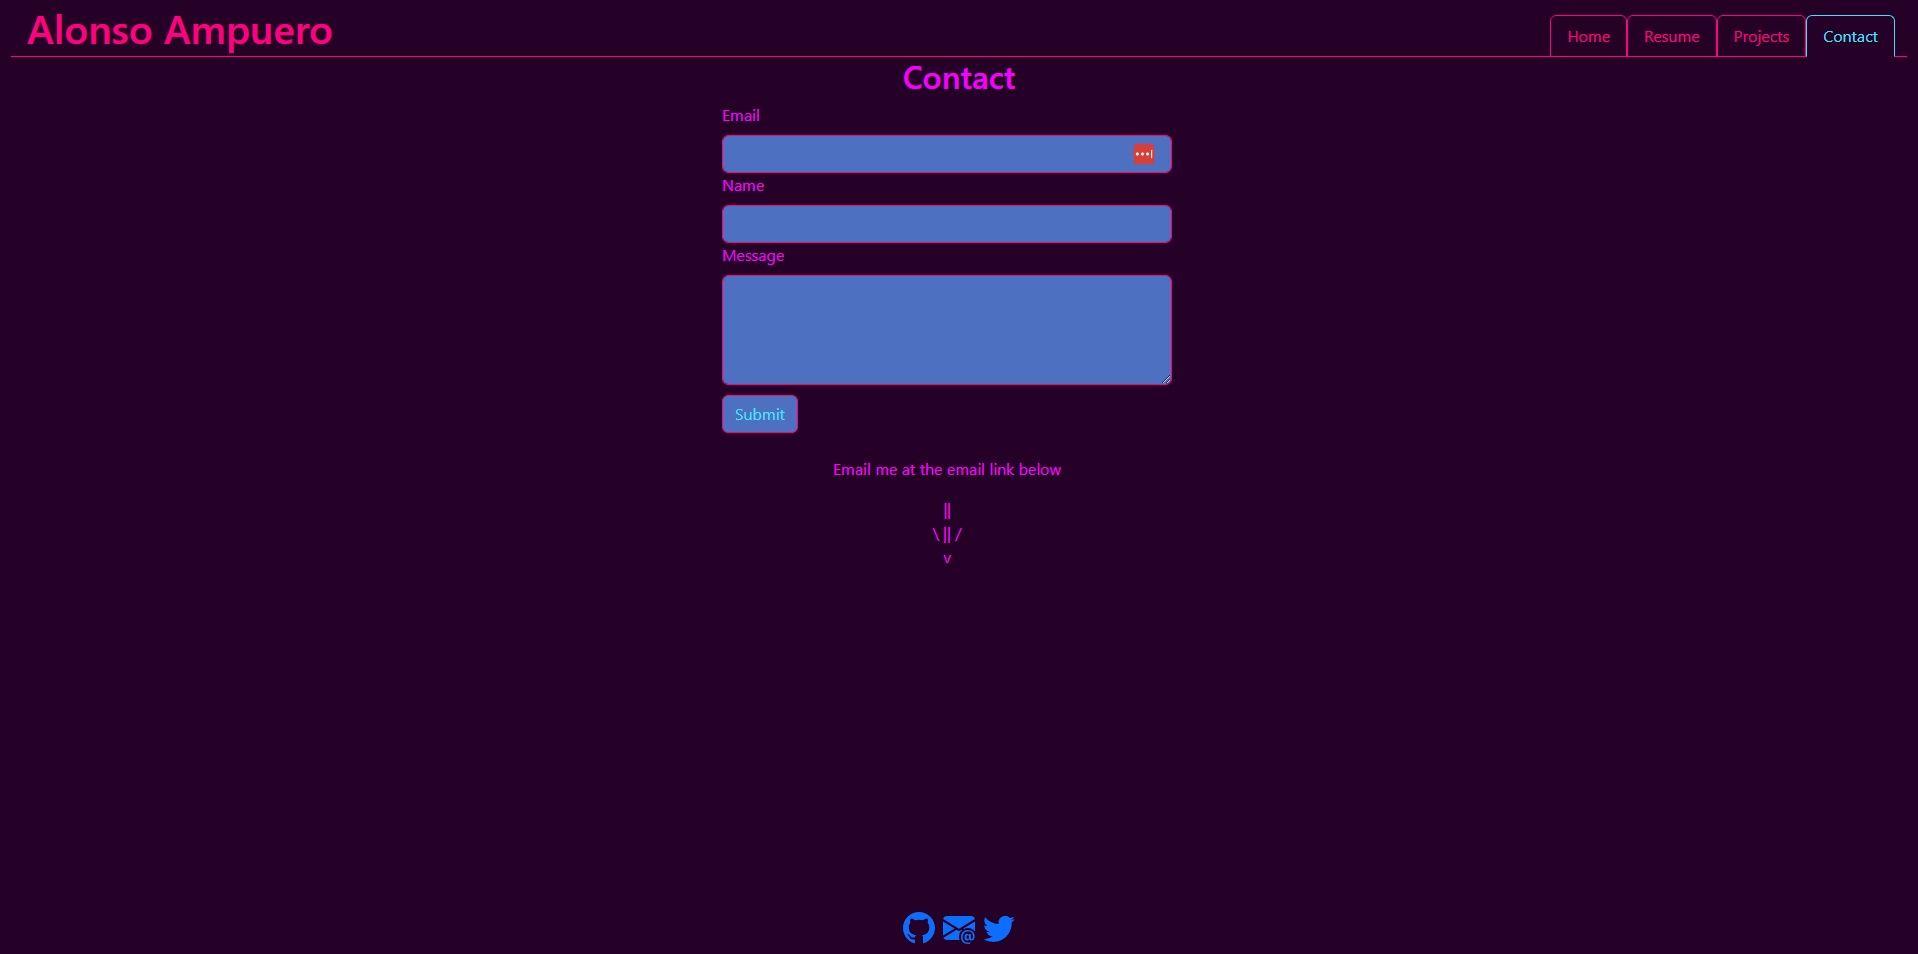 Alonso Ampuero
Home
Resume
Projects
Contact
Contact
Email
Name
Message
Submit
Email me at the email link below
||
\ || /
v
@